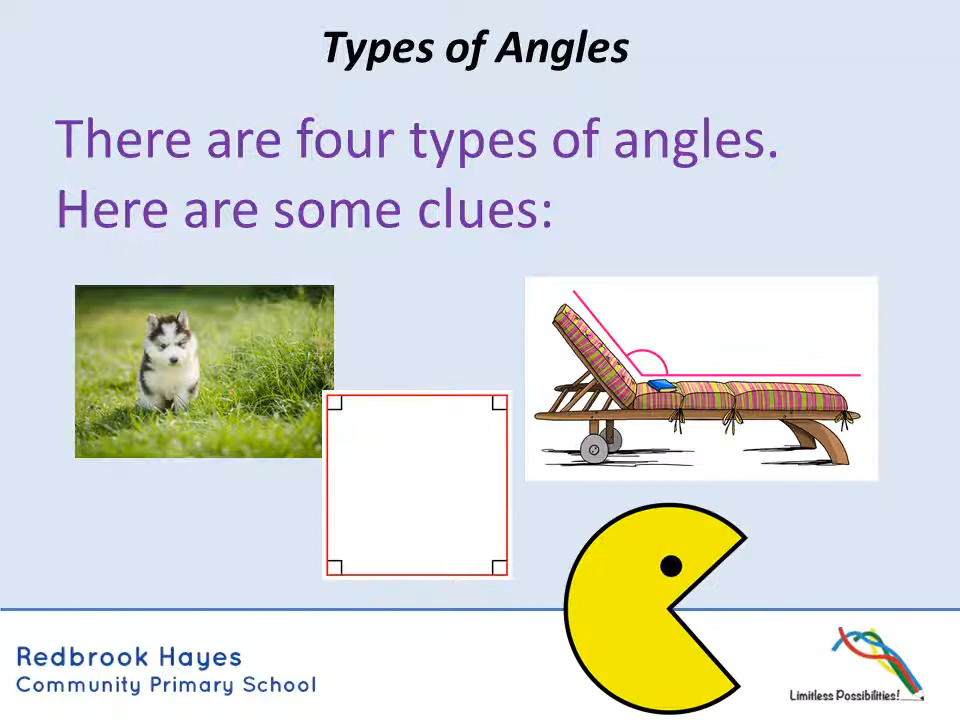 Types of Angles
There are four types of angles.
Here are some clues:
Redbrook Hayes
Community Primary School
Limitless Possibilities!